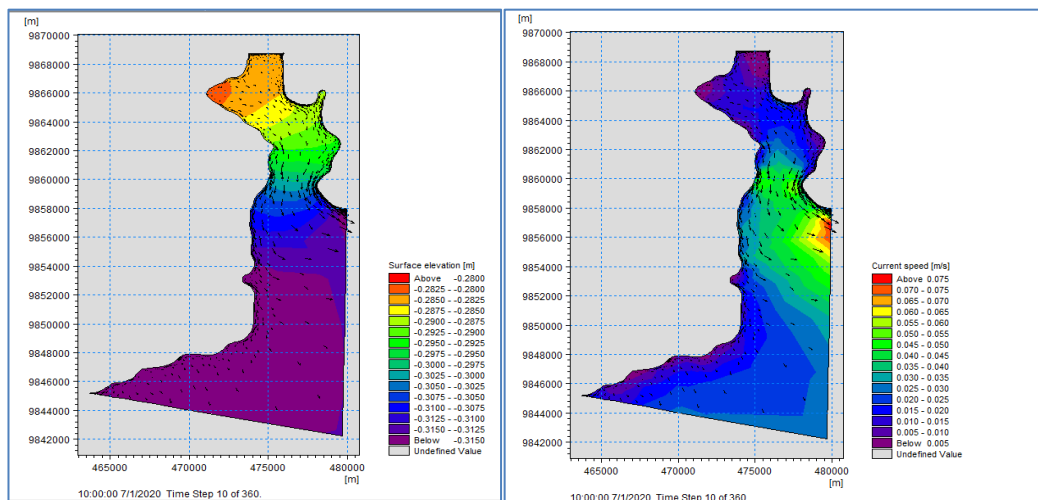 [m]
9870000
9868000
9866000
9864000
9862000
9860000
9858000
9856000
9854000
9852000
9850000
9848000
9846000
9844000
9842000
465000 470000 475000 480000
[m]
Surface elevation [m]
Above -0.2800
-0.2825 - -0.2800
-0.2850 - -0.2825
-0.2875 - -0.2850
-0.2900 - -0.2875
-0.2925 - -0.2900
-0.2950 - -0.2925
-0.2975 - -0.2950
-0.3000 - -0.2975
-0.3025 - -0.3000
-0.3050 - -0.3025
-0.3075 - -0.3050
-0.3100 - -0.3075
-0.3125 - -0.3100
-0.3150 - -0.3125
Below -0.3150
Undefined Value
10:00:00 7/1/2020 Time Step 10 of 360.
[m]
9870000
9868000
9866000
9864000
9862000
9860000
9858000
9856000
9854000
9852000
9850000
9848000
9846000
9844000
9842000
465000 470000 475000 480000
[m]
Current speed [m/s]
Above 0.075
0.070 - 0.075
0.065 - 0.070
0.060 - 0.065
0.055 - 0.060
0.050 - 0.055
0.045 - 0.050
0.040 - 0.045
0.035 - 0.040
0.030 - 0.035
0.025 - 0.030
0.020 - 0.025
0.015 - 0.020
0.010 - 0.015
0.005 - 0.010
Below 0.005
Undefined Value
10:00:00 7/1/2020 Time Step 10 of 360.